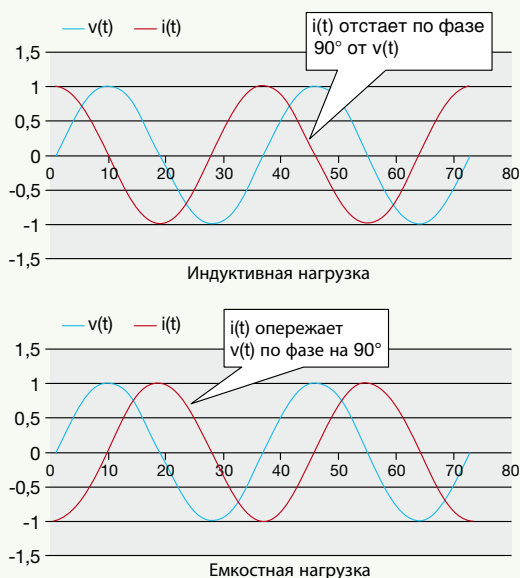 v(t) i(t)
i(t) отстает по фазе
90° от v(t)
1,5
1
0,5
0
-0,5
-1
-1,5
0 10 20 30 40 50 60 70 80
Индуктивная нагрузка
v(t) i(t)
i(t) опережает
v(t) по фазе на 90°
1,5
1
0,5
0
-0,5
-1
-1,5
0 10 20 30 40 50 60 70 80
Емкостная нагрузка